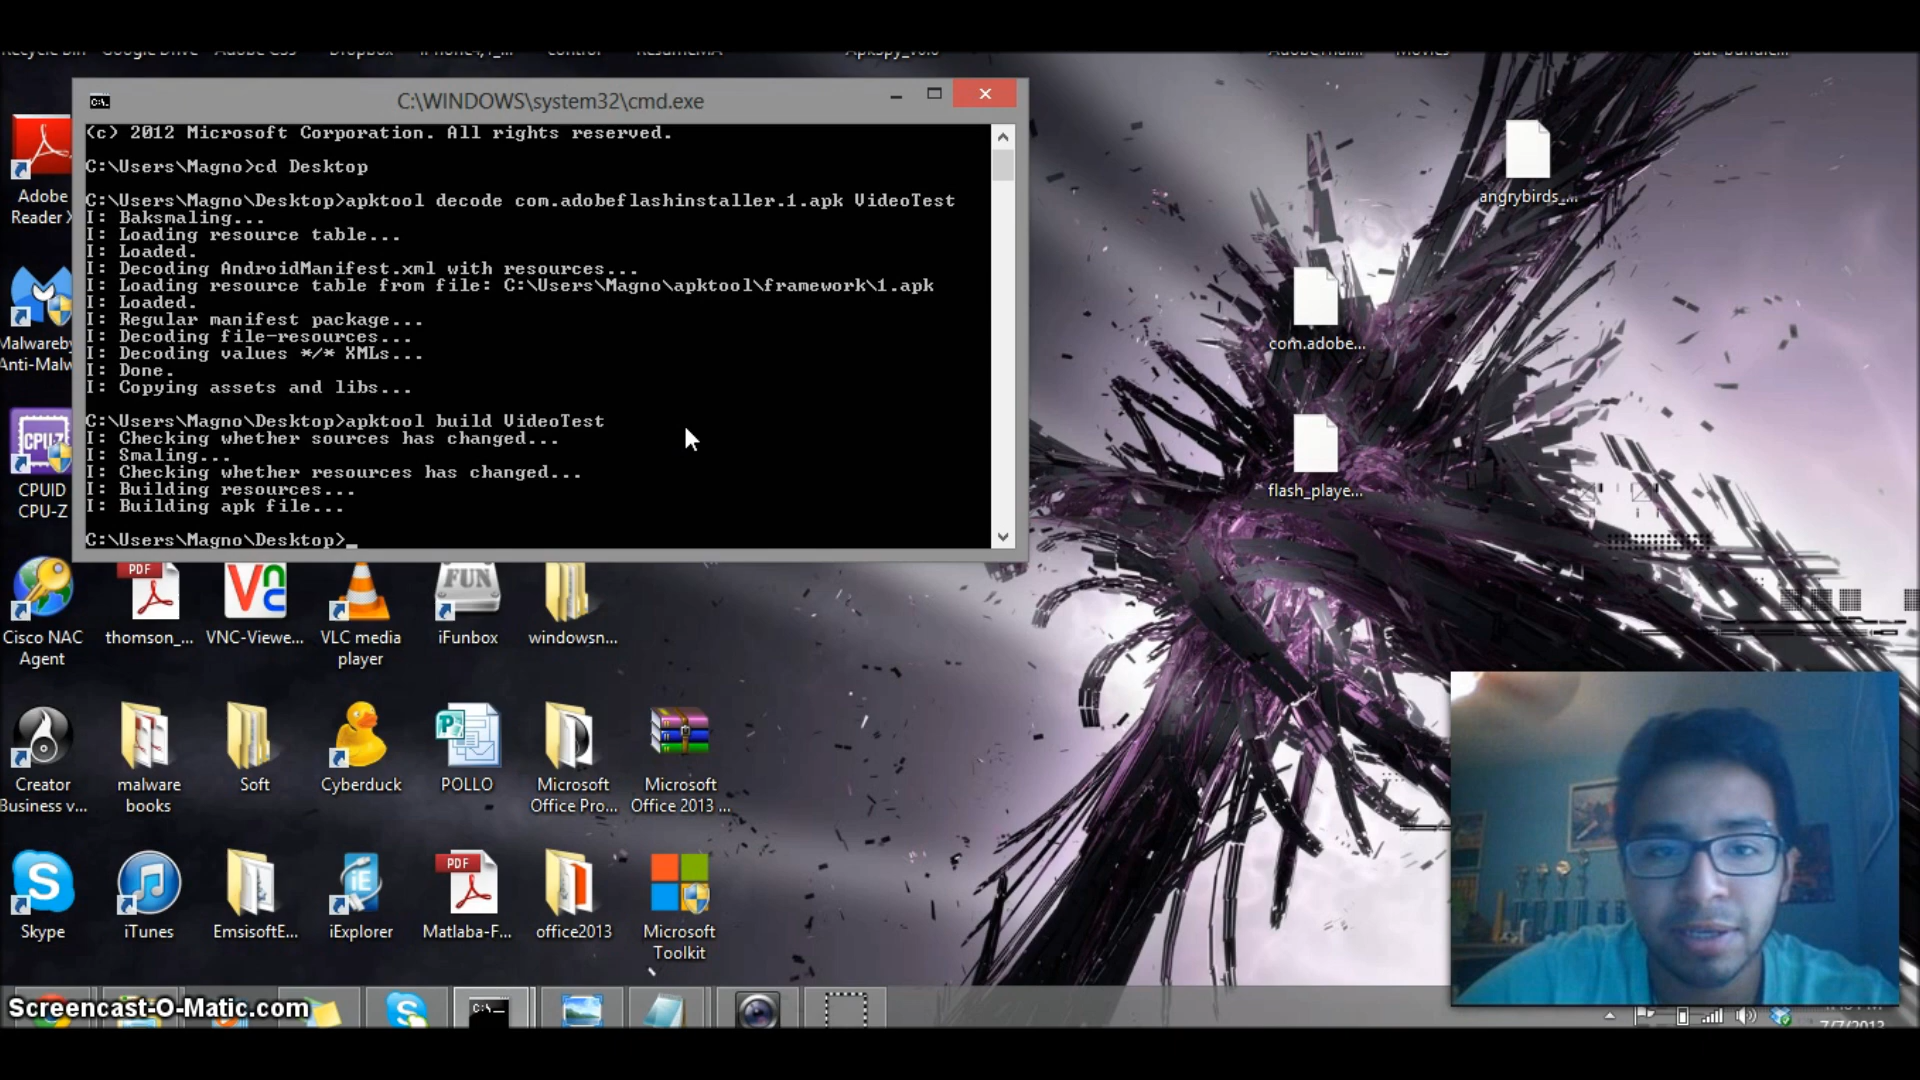 C:\WINDOWS\system32\cmd.exe
(c) 2012 Microsoft Corporation. All rights reserved.
C:\Users\Magno>cd Desktop
C:\Users\Magno\Desktop>apktool decode com.adobeflashinstaller.1.apk VideoTest
I: Baksmaling...
I: Loading resource table...
I: Loaded.
I: Decoding AndroidManifest.xml with resources...
I: Loading resource table from file: C:\Users\Magno\apktool\framework\1.apk
I: Loaded.
I: Regular manifest package...
I: Decoding file-resources...
I: Decoding values */* XMLs...
I: Done.
I: Copying assets and libs...
C:\Users\Magno\Desktop>apktool build VideoTest
I: Checking whether sources has changed...
I: Smaling...
I: Checking whether resources has changed...
I: Building resources...
I: Building apk file...
C:\Users\Magno\Desktop>_
Adobe
Reader X
Malwareby
Anti-Malw
CPUID
CPU-Z
angrybirds_...
com.adobe...
flash_playe...
Cisco NAC
Agent
thomson_...
VNC-Viewe...
VLC media
player
iFunbox
windowsn...
Creator
Business v...
malware
books
Soft
Cyberduck
POLLO
Microsoft
Office Pro...
Microsoft
Office 2013 ...
Skype
iTunes
EmsisoftE...
iExplorer
Matlaba-F...
office2013
Microsoft
Toolkit
Screencast-O-Matic.com